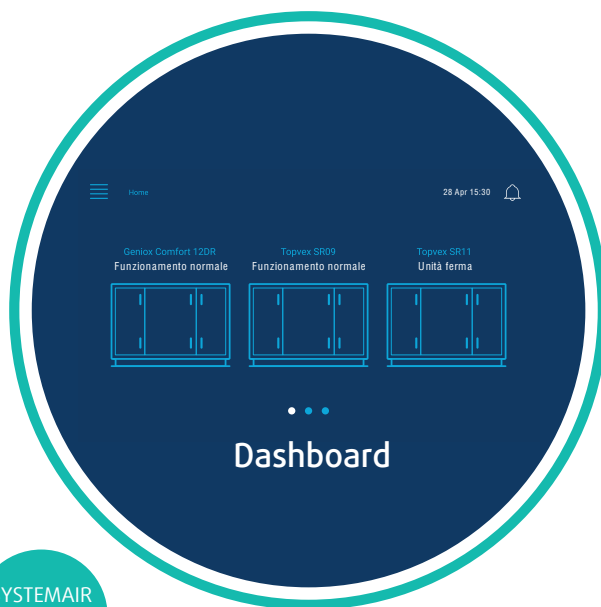 Home
28 Apr 15:30
Geniox Comfort 12DR
Funzionamento normale
Topvex SR09
Funzionamento normale
Topvex SR11
Unità ferma
Dashboard
YSTEMAIR